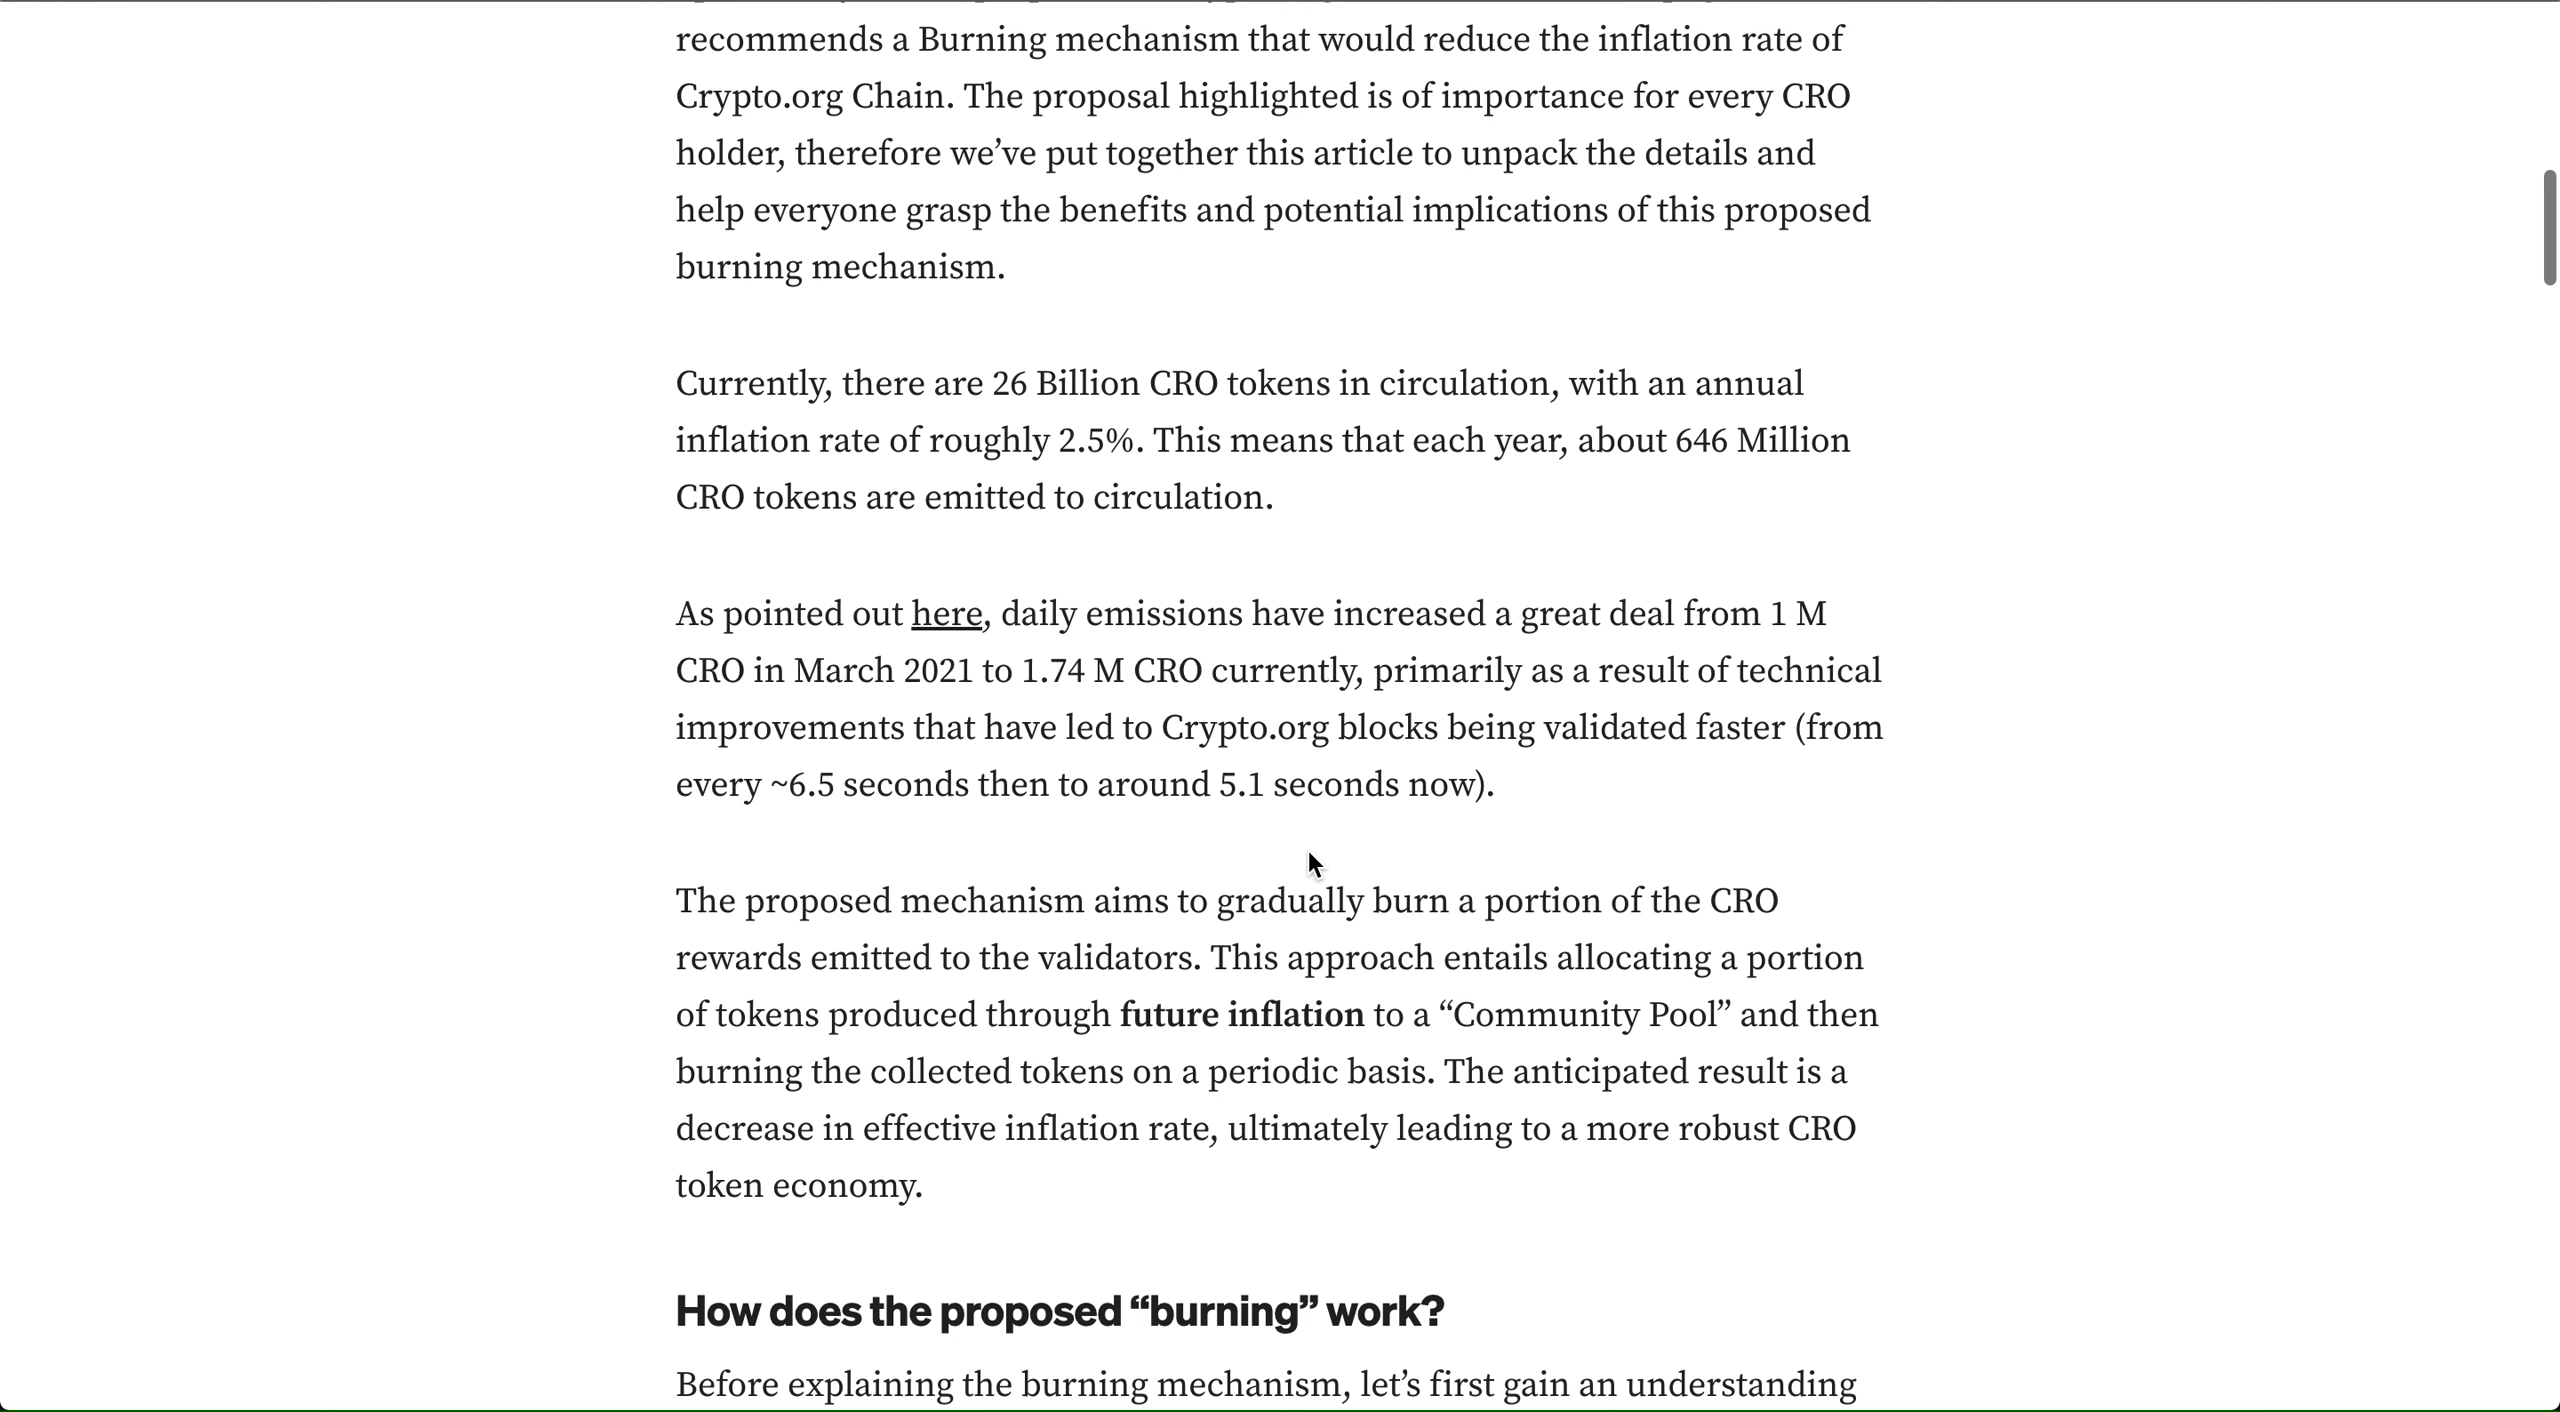 recommends a Burning mechanism that would reduce the inflation rate of
Crypto.org Chain. The proposal highlighted is of importance for every CRO
holder, therefore we’ve put together this article to unpack the details and
help everyone grasp the benefits and potential implications of this proposed
burning mechanism.
Currently, there are 26 Billion CRO tokens in circulation, with an annual
inflation rate of roughly 2.5%. This means that each year, about 646 Million
CRO tokens are emitted to circulation.
As pointed out here, daily emissions have increased a great deal from 1 M
CRO in March 2021 to 1.74 M CRO currently, primarily as a result of technical
improvements that have led to Crypto.org blocks being validated faster (from
every ~6.5 seconds then to around 5.1 seconds now).
The proposed mechanism aims to gradually burn a portion of the CRO
rewards emitted to the validators. This approach entails allocating a portion
of tokens produced through future inflation to a “Community Pool” and then
burning the collected tokens on a periodic basis. The anticipated result is a
decrease in effective inflation rate, ultimately leading to a more robust CRO
token economy.
How does the proposed “burning” work?
Before explaining the burning mechanism, let’s first gain an understanding